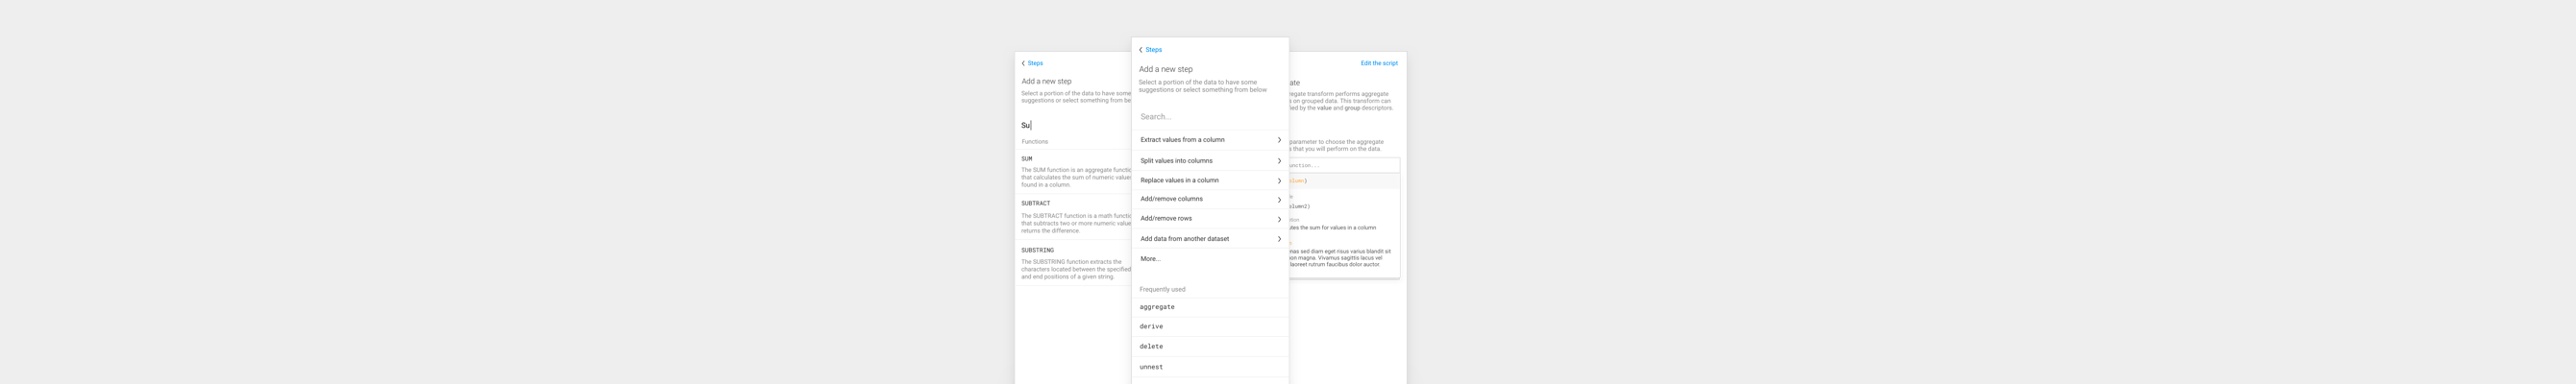 Steps
Add a new step
Select a portion of the data to have some
suggestions or select something from be
Su
Functions
SUM
The SUM function is an aggregate functio
that calculates the sum of numeric value
found in a column.
SUBTRACT
The SUBTRACT function is a math functio
that subtracts two or more numeric value
returns the difference.
SUBSTRING
The SUBSTRING function extracts the
characters located between the specified
and end positions of a given string.
Steps
Add a new step
Select a portion of the data to have some
suggestions or select something from below
Search...
Extract values from a column
Split values into columns
Replace values in a column
Add/remove columns
Add/remove rows
Add data from another dataset
More...
Frequently used
aggregate
derive
delete
unnest
Edit the script
ate
regate transform performs aggregate
s on grouped data. This transform can
ied by the value and group descriptors.
parameter to choose the aggregate
s that you will perform on the data.
unction...
olumn)
olumn2)
ates the sum for values in a column
nas sed diam eget risus varius blandit sit
on magna. Vivamus sagittis lacus vel
laoreet rutrum faucibus dolor auctor.